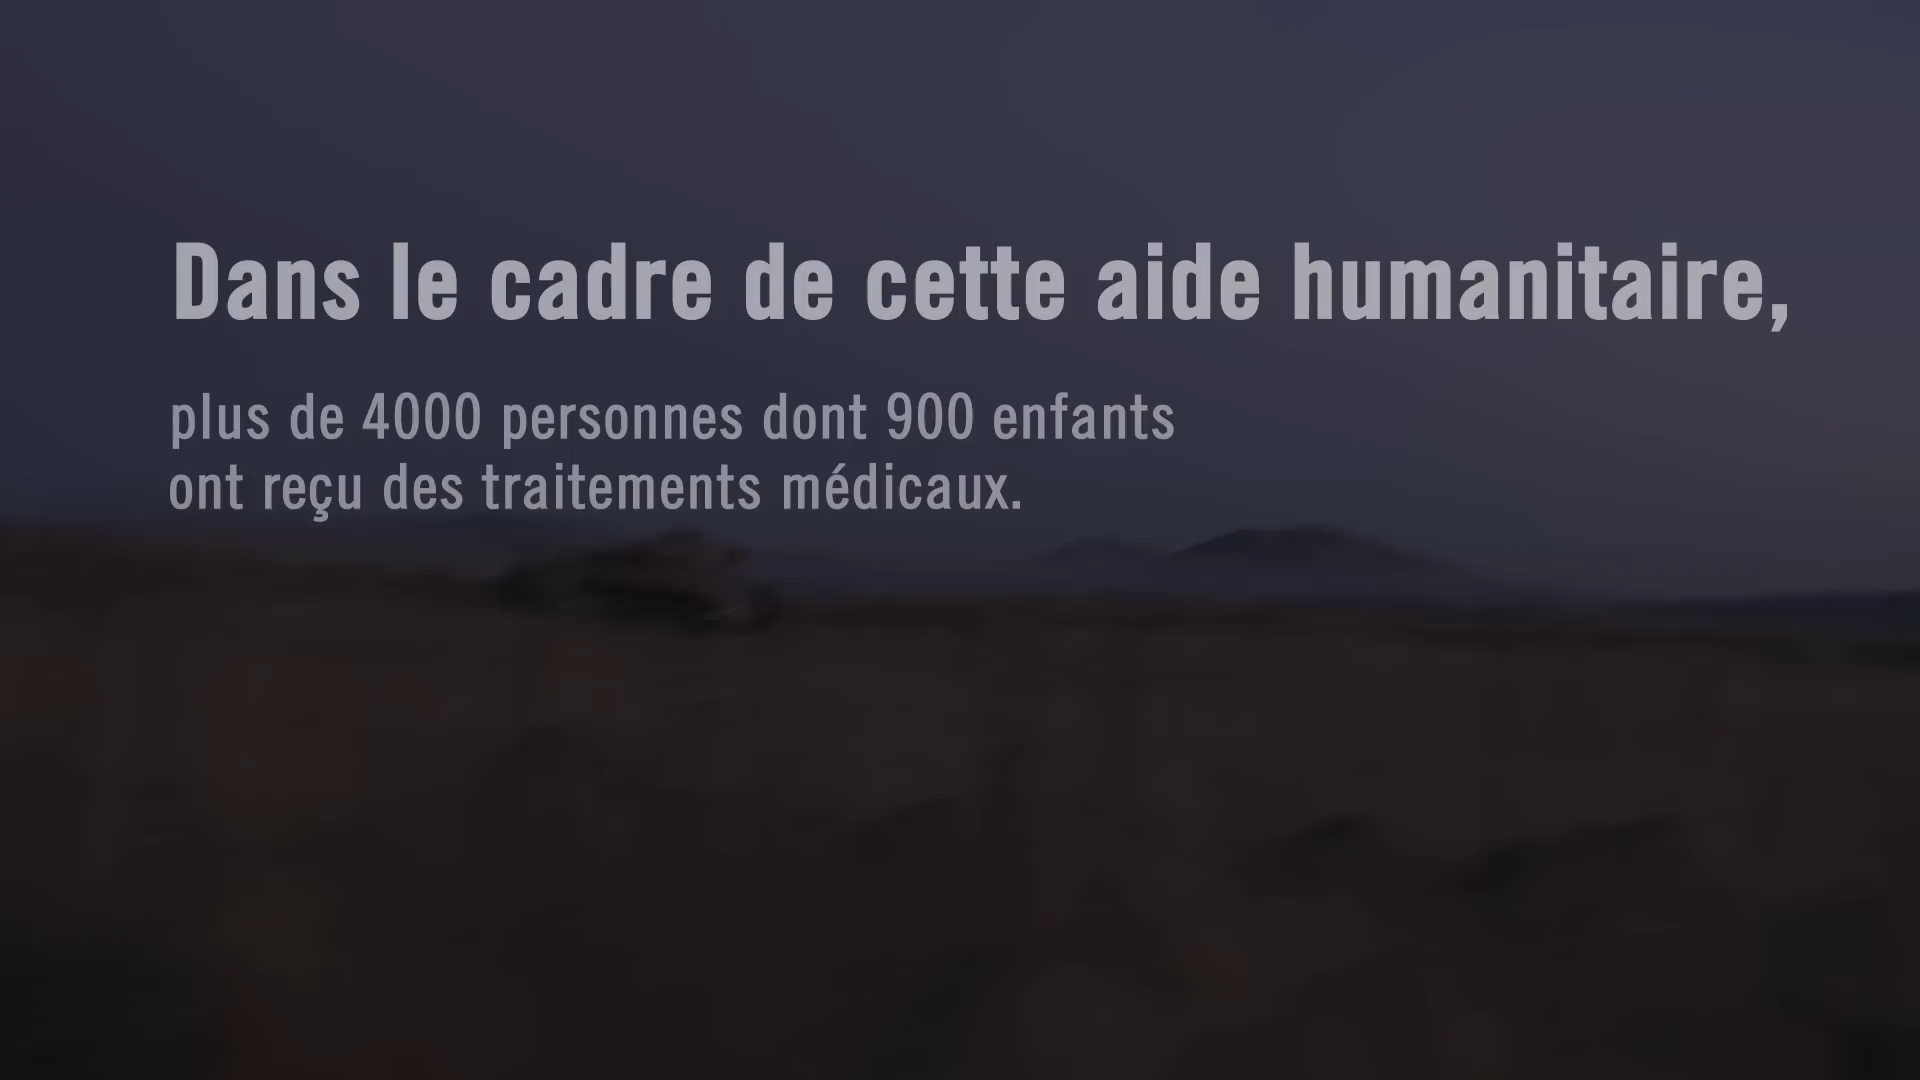 Dans le cadre de cette aide humanitaire,
plus de 4000 personnes dont 900 enfants
ont reçu des traitements médicaux.